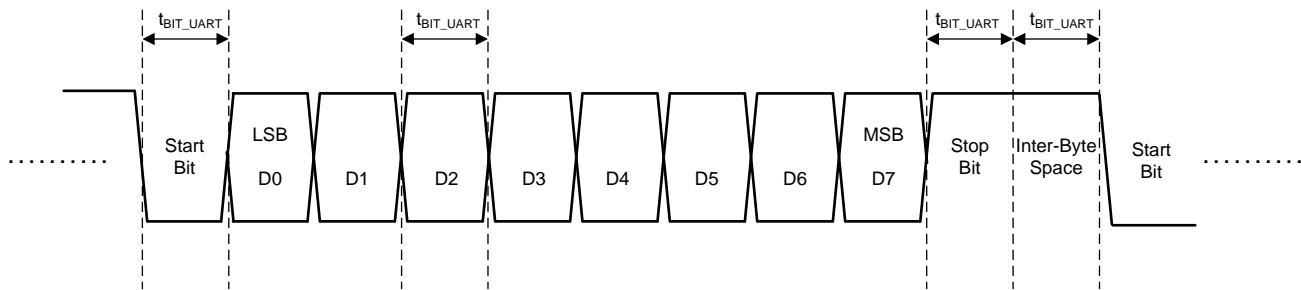 tBIT_UART tBIT_UART tBIT_UART tBIT_UART
LSB MSB
Start Bit D0 D1 D2 D3 D4 D5 D6 D7 Stop Bit Inter-Byte Space Start Bit